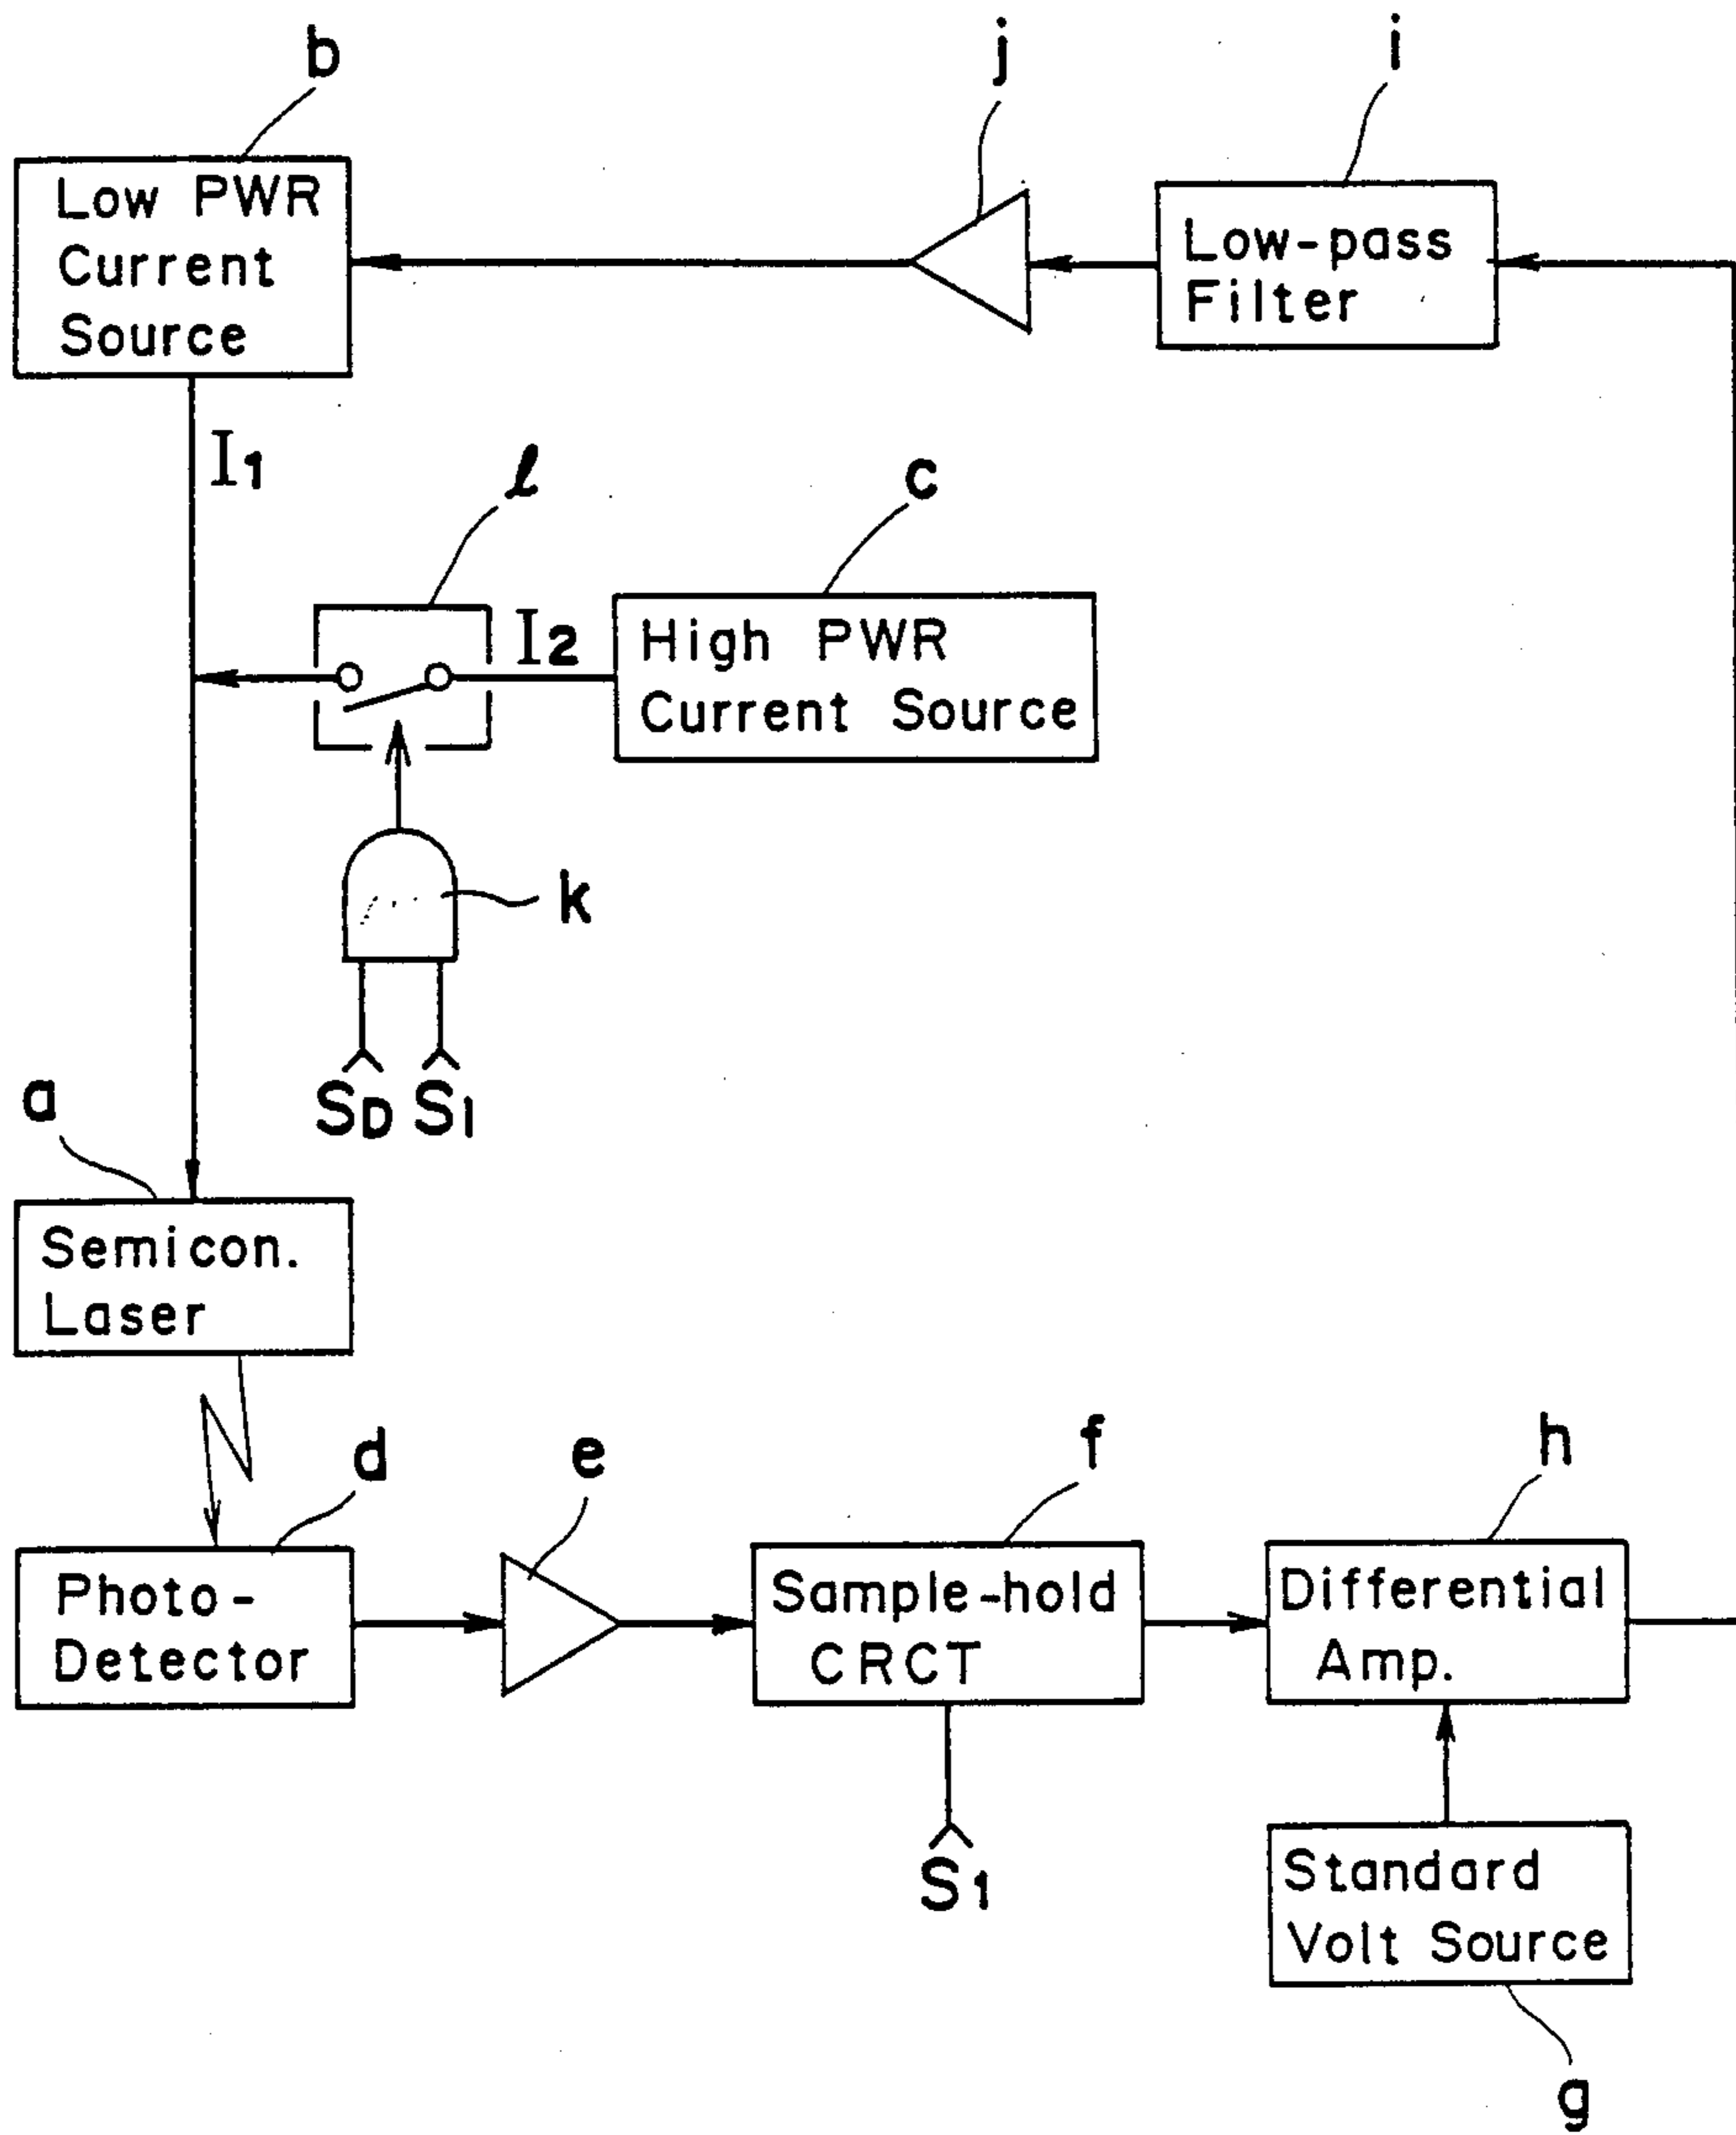 b
j
i
Low PWR
Current
Source
Low-pass
Filter
I1
l
c
I2
High PWR
Current Source
k
SD S1
a
Semicon.
Laser
d
e
f
h
Photo-
Detector
Sample-hold
CRCT
Differential
Amp.
S1
Standard
Volt Source
g